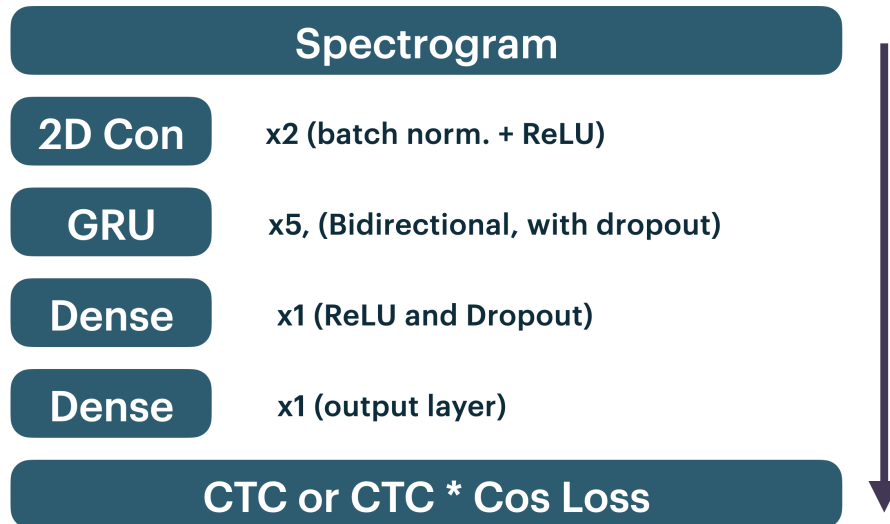 Spectrogram
2D Con x2 (batch norm. + ReLU)
GRU x5, (Bidirectional, with dropout)
Dense x1 (ReLU and Dropout)
Dense x1 (output layer)
CTC or CTC * Cos Loss